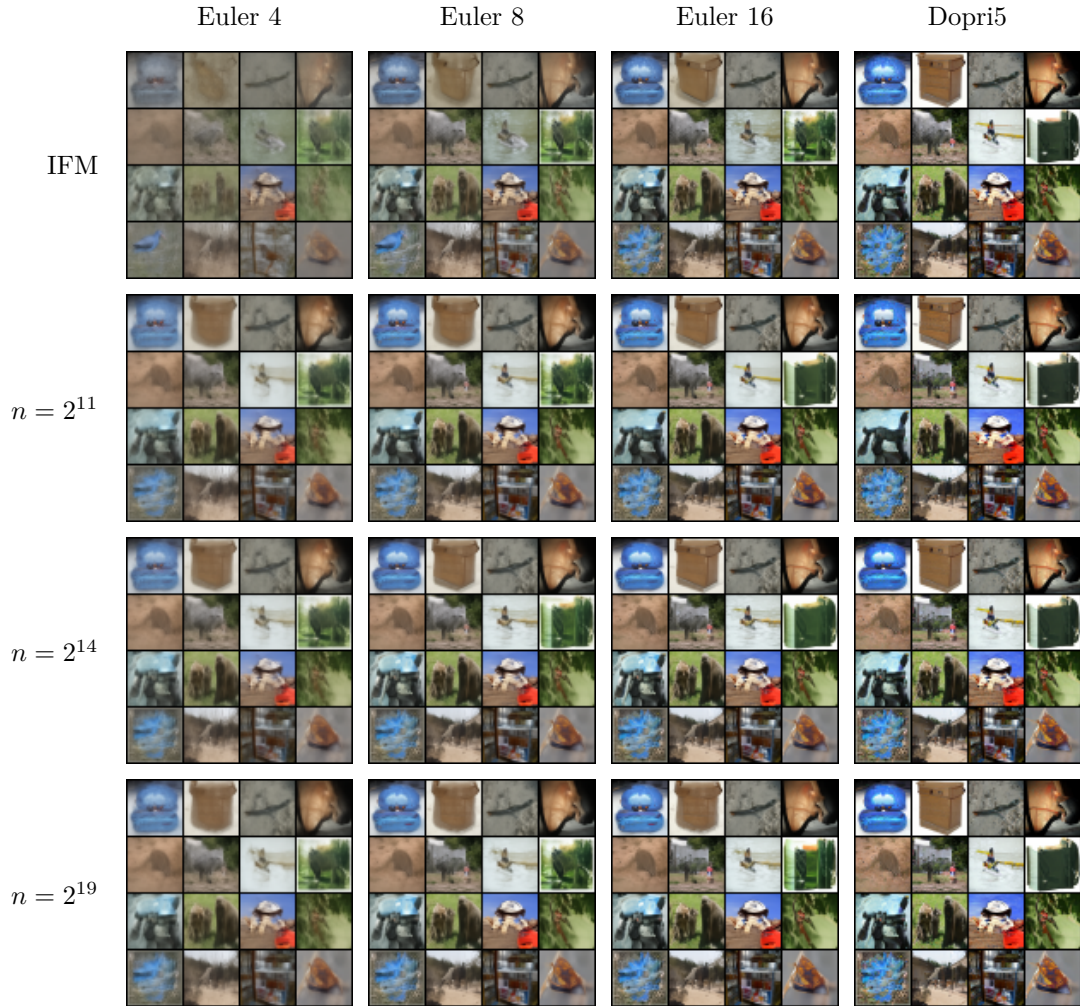 Euler 4 Euler 8 Euler 16 Dopri5
IFM
n = 2^11
n = 2^14
n = 2^19